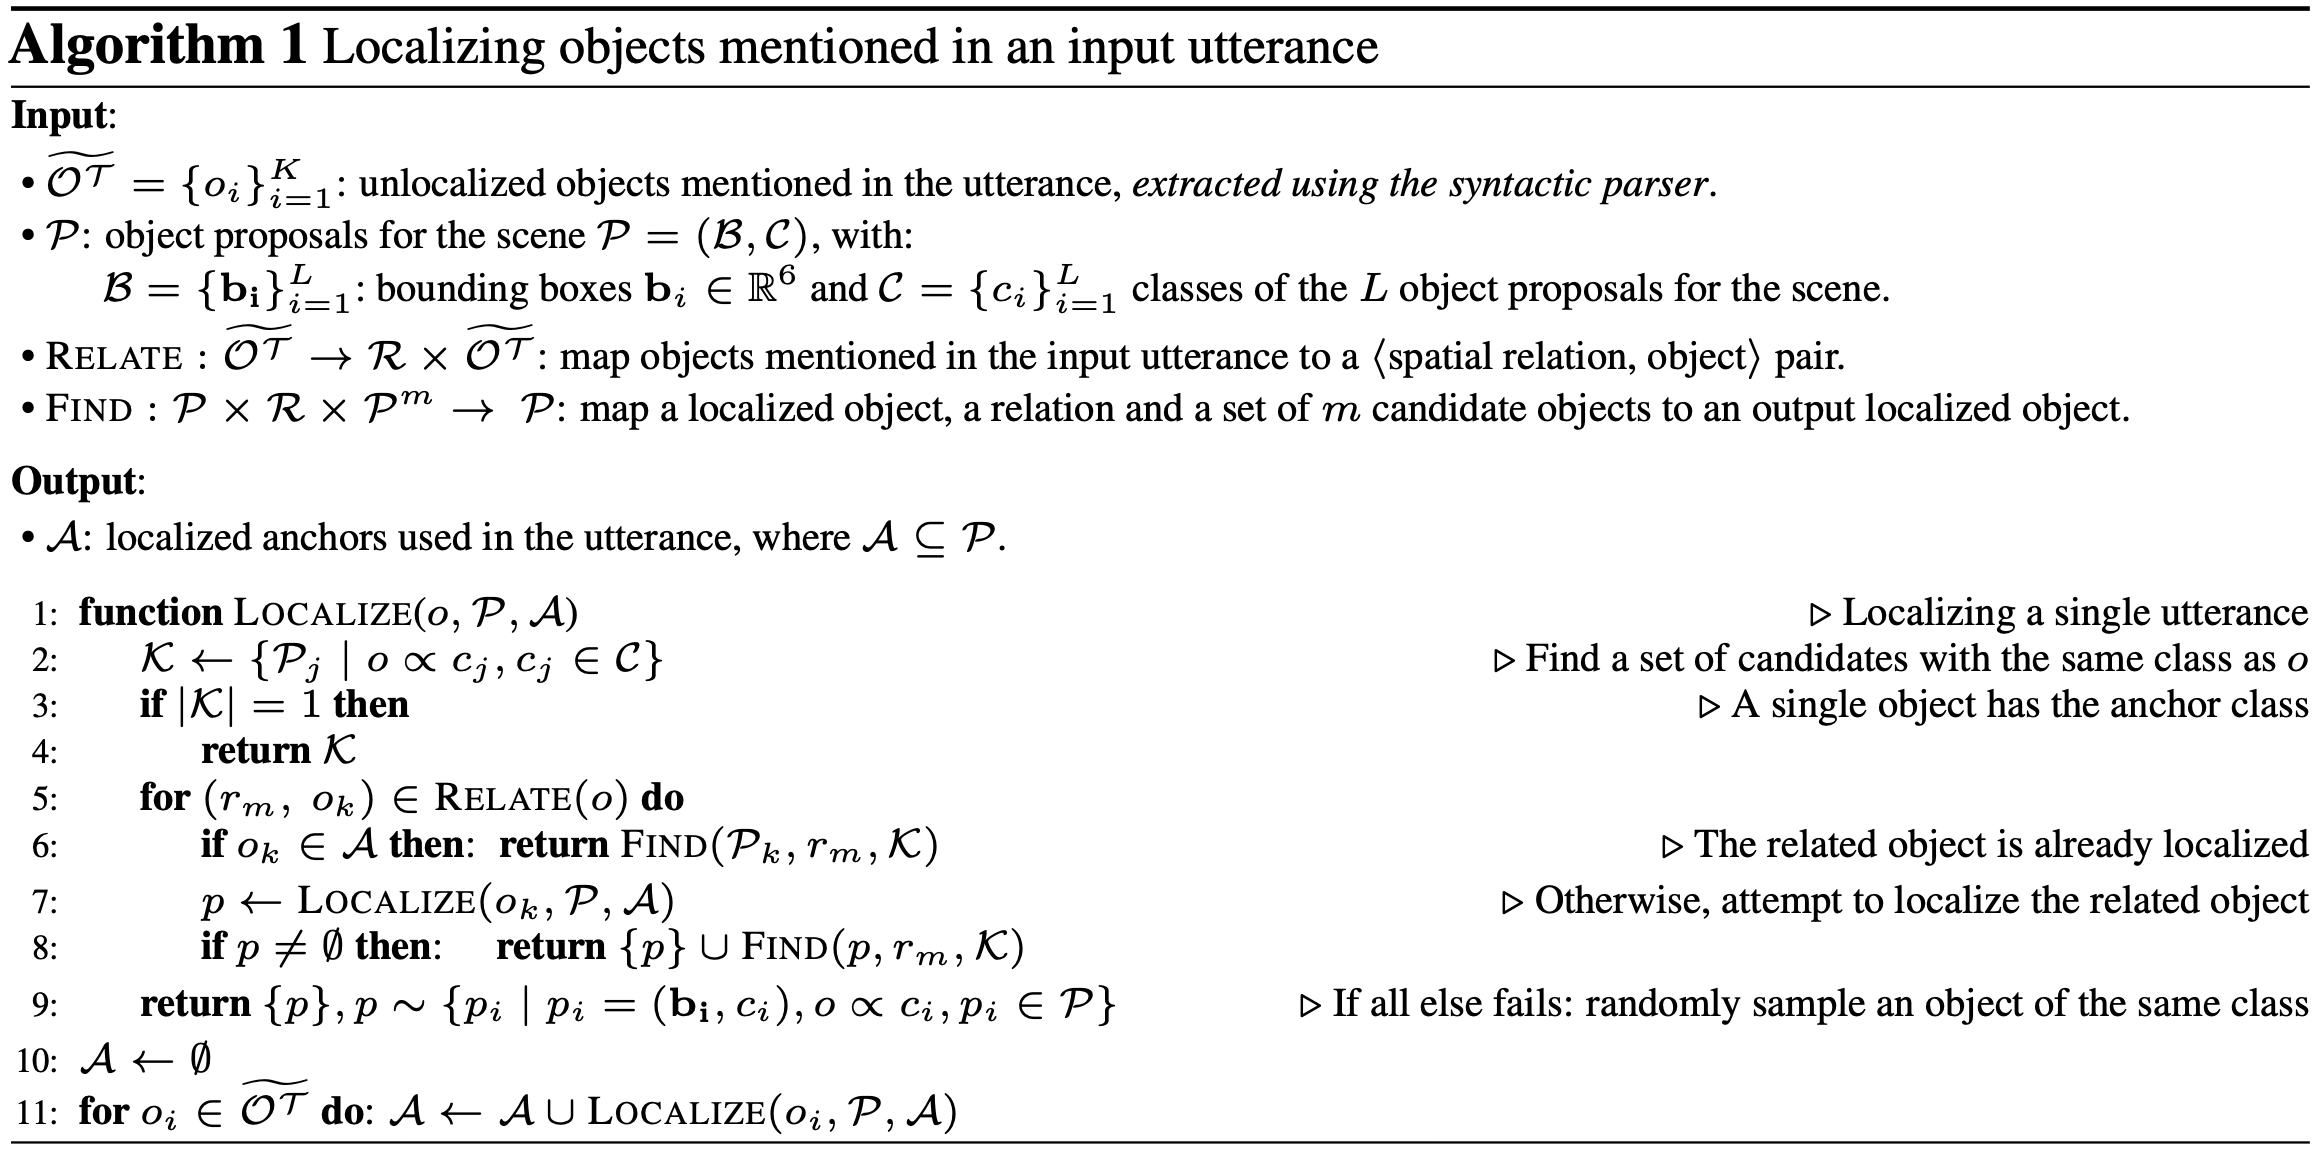 Algorithm 1 Localizing objects mentioned in an input utterance
Input:
• $\widetilde{\mathcal{O}^{\mathcal{T}}} = \{o_i\}_{i=1}^{K}$: unlocalized objects mentioned in the utterance, extracted using the syntactic parser.
• $\mathcal{P}$: object proposals for the scene $\mathcal{P} = (\mathcal{B}, \mathcal{C})$, with:
$\mathcal{B} = \{\mathbf{b_i}\}_{i=1}^{L}$: bounding boxes $\mathbf{b}_i \in \mathbb{R}^6$ and $\mathcal{C} = \{c_i\}_{i=1}^{L}$ classes of the $L$ object proposals for the scene.
• RELATE : $\widetilde{\mathcal{O}^{\mathcal{T}}} \to \mathcal{R} \times \widetilde{\mathcal{O}^{\mathcal{T}}}$: map objects mentioned in the input utterance to a ⟨spatial relation, object⟩ pair.
• FIND : $\mathcal{P} \times \mathcal{R} \times \mathcal{P}^m \to \mathcal{P}$: map a localized object, a relation and a set of $m$ candidate objects to an output localized object.
Output:
• $\mathcal{A}$: localized anchors used in the utterance, where $\mathcal{A} \subseteq \mathcal{P}$.
1: function LOCALIZE($o, \mathcal{P}, \mathcal{A}$) ▷ Localizing a single utterance
2: $\mathcal{K} \leftarrow \{\mathcal{P}_j \mid o \propto c_j, c_j \in \mathcal{C}\}$ ▷ Find a set of candidates with the same class as $o$
3: if $|\mathcal{K}| = 1$ then ▷ A single object has the anchor class
4: return $\mathcal{K}$
5: for $(r_m, o_k) \in$ RELATE($o$) do
6: if $o_k \in \mathcal{A}$ then: return FIND($\mathcal{P}_k, r_m, \mathcal{K}$) ▷ The related object is already localized
7: $p \leftarrow$ LOCALIZE($o_k, \mathcal{P}, \mathcal{A}$) ▷ Otherwise, attempt to localize the related object
8: if $p \neq \emptyset$ then: return $\{p\} \cup$ FIND($p, r_m, \mathcal{K}$)
9: return $\{p\}, p \sim \{p_i \mid p_i = (\mathbf{b_i}, c_i), o \propto c_i, p_i \in \mathcal{P}\}$ ▷ If all else fails: randomly sample an object of the same class
10: $\mathcal{A} \leftarrow \emptyset$
11: for $o_i \in \widetilde{\mathcal{O}^{\mathcal{T}}}$ do: $\mathcal{A} \leftarrow \mathcal{A} \cup$ LOCALIZE($o_i, \mathcal{P}, \mathcal{A}$)